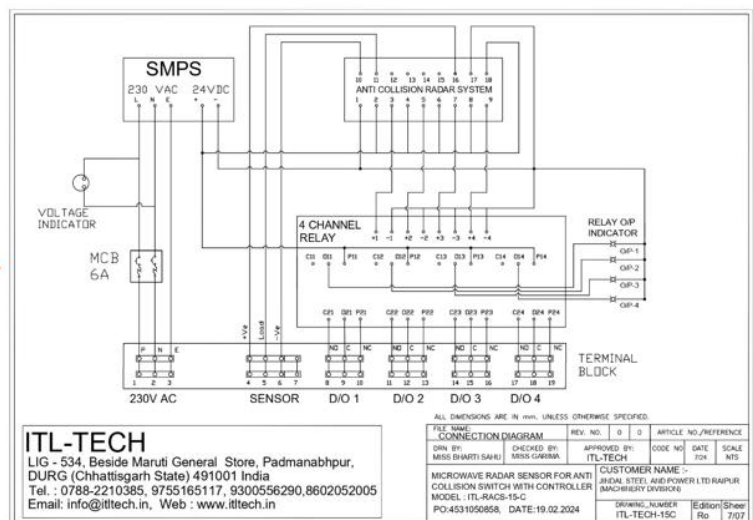 SMPS
230 VAC 24VDC
L N E + -
10 11 12 13 14 15 16 17 18
ANTI COLLISION RADAR SYSTEM
1 2 3 4 5 6 7 8 9
VOLTAGE
INDICATOR
MCB
6A
4 CHANNEL
RELAY
+1 -1 +2 -2 +3 -3 +4 -4
C11 O11 P11 C12 O12 P12 C13 O13 P13 C14 O14 P14
RELAY O/P
INDICATOR
O/P-1
O/P-2
O/P-3
O/P-4
C21 O21 P21 C22 O22 P22 C23 O23 P23 C24 O24 P24
+Ve Load -Ve
P N E NO C NC NO C NC NO C NC NO C NC
1 2 3 4 5 6 7 8 9 10 11 12 13 14 15 16 17 18 19
TERMINAL
BLOCK
230V AC SENSOR D/O 1 D/O 2 D/O 3 D/O 4
ALL DIMENSIONS ARE IN mm, UNLESS OTHERWISE SPECIFIED.
ITL-TECH
LIG - 534, Beside Maruti General Store, Padmanabhpur,
DURG (Chhattisgarh State) 491001 India
Tel. : 0788-2210385, 9755165117, 9300556290,8602052005
Email: info@itltech.in, Web : www.itltech.in
FILE NAME: CONNECTION DIAGRAM
REV. NO. 0 0
ARTICLE NO./REFERENCE
DRN BY: MISS BHARTI SAHU
CHECKED BY: MISS GARIMA
APPROVED BY: ITL-TECH
CODE NO
DATE 7/24
SCALE NTS
MICROWAVE RADAR SENSOR FOR ANTI
COLLISION SWITCH WITH CONTROLLER
MODEL : ITL-RACS-15-C
PO:4531050858, DATE:19.02.2024
CUSTOMER NAME :-
JINDAL STEEL AND POWER LTD RAIPUR
(MACHINERY DIVISION)
DRAWING_NUMBER
ITL-TECH-15C
Edition Ro
Sheet 7/07